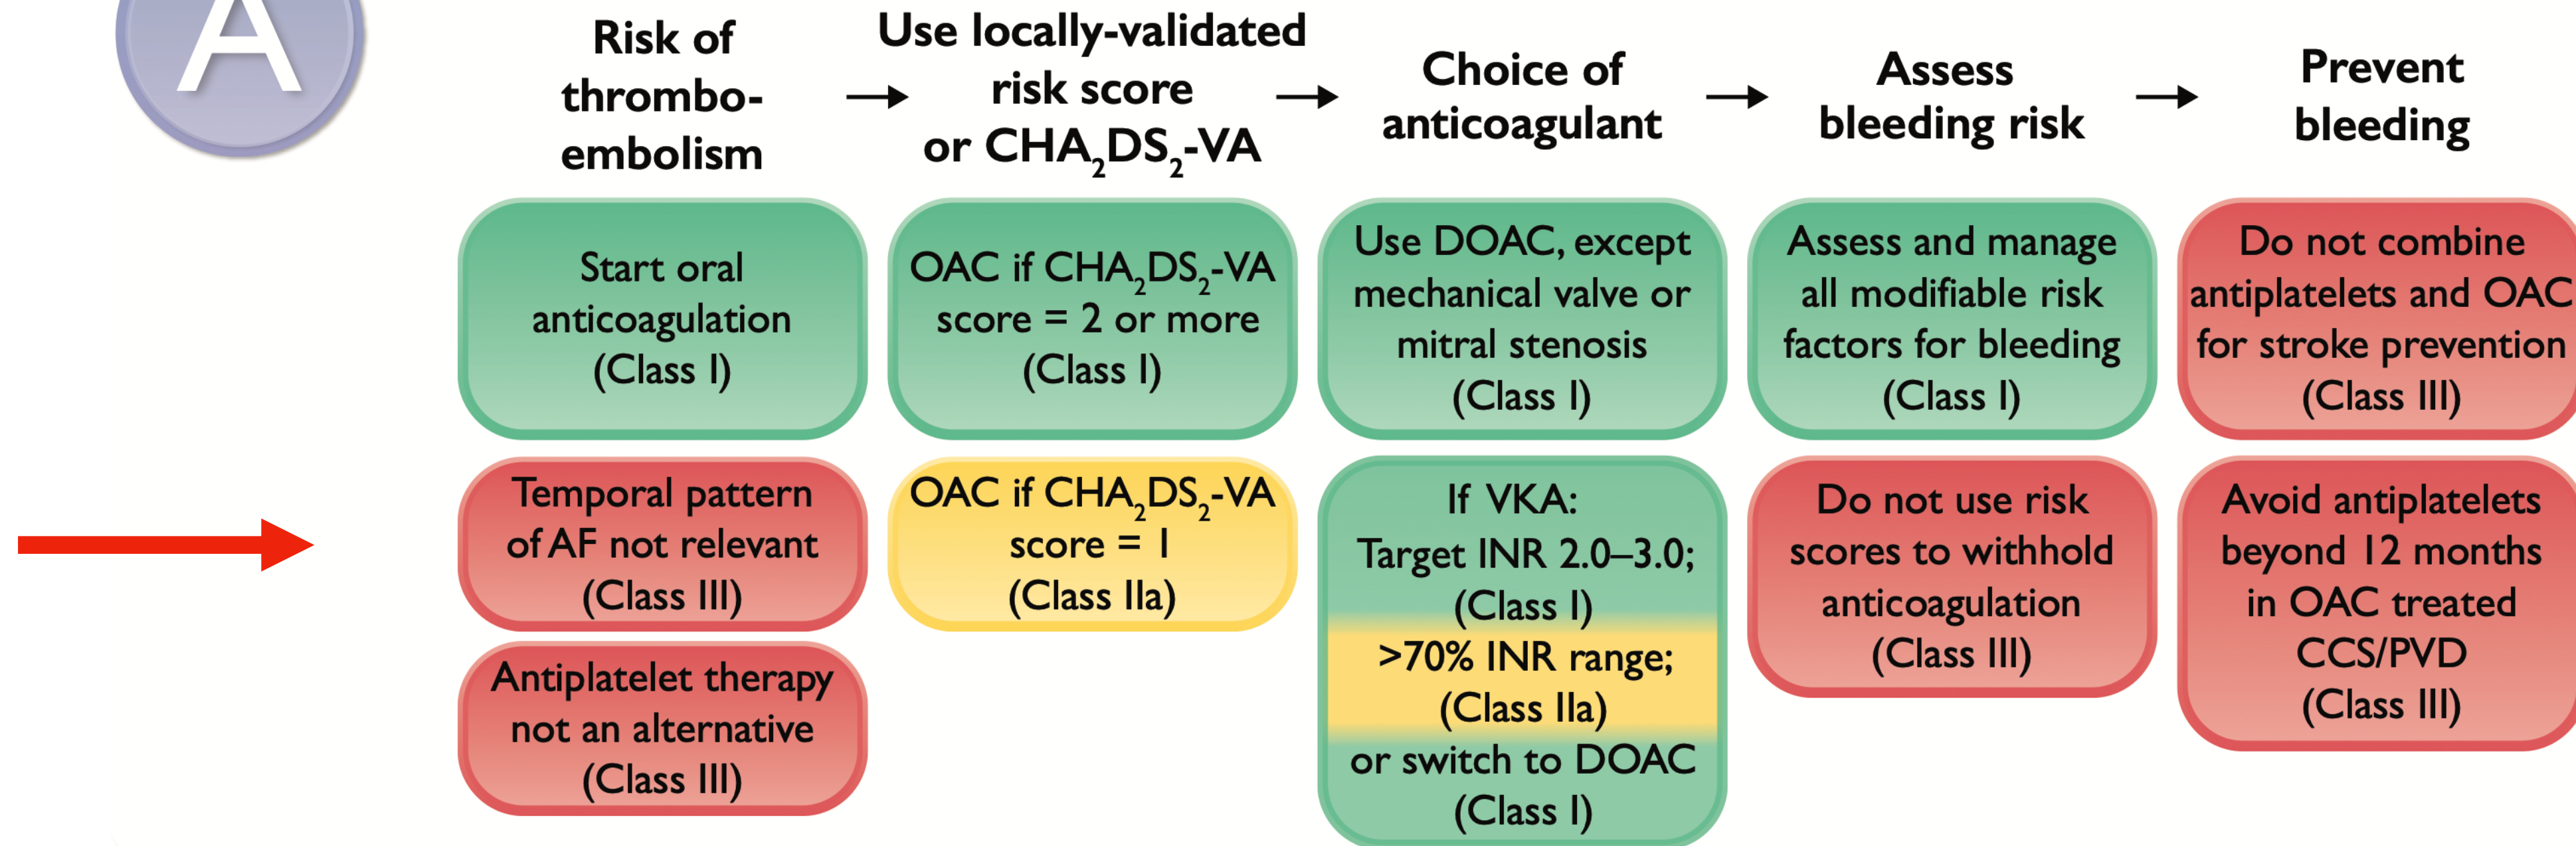 A
Risk of
thrombo-
embolism
Use locally-validated
risk score
or CHA₂DS₂-VA
Choice of
anticoagulant
Assess
bleeding risk
Prevent
bleeding
Start oral
anticoagulation
(Class I)
OAC if CHA₂DS₂-VA
score = 2 or more
(Class I)
Use DOAC, except
mechanical valve or
mitral stenosis
(Class I)
Assess and manage
all modifiable risk
factors for bleeding
(Class I)
Do not combine
antiplatelets and OAC
for stroke prevention
(Class III)
Temporal pattern
of AF not relevant
(Class III)
OAC if CHA₂DS₂-VA
score = 1
(Class IIa)
If VKA:
Target INR 2.0–3.0;
(Class I)
>70% INR range;
(Class IIa)
or switch to DOAC
(Class I)
Do not use risk
scores to withhold
anticoagulation
(Class III)
Avoid antiplatelets
beyond 12 months
in OAC treated
CCS/PVD
(Class III)
Antiplatelet therapy
not an alternative
(Class III)